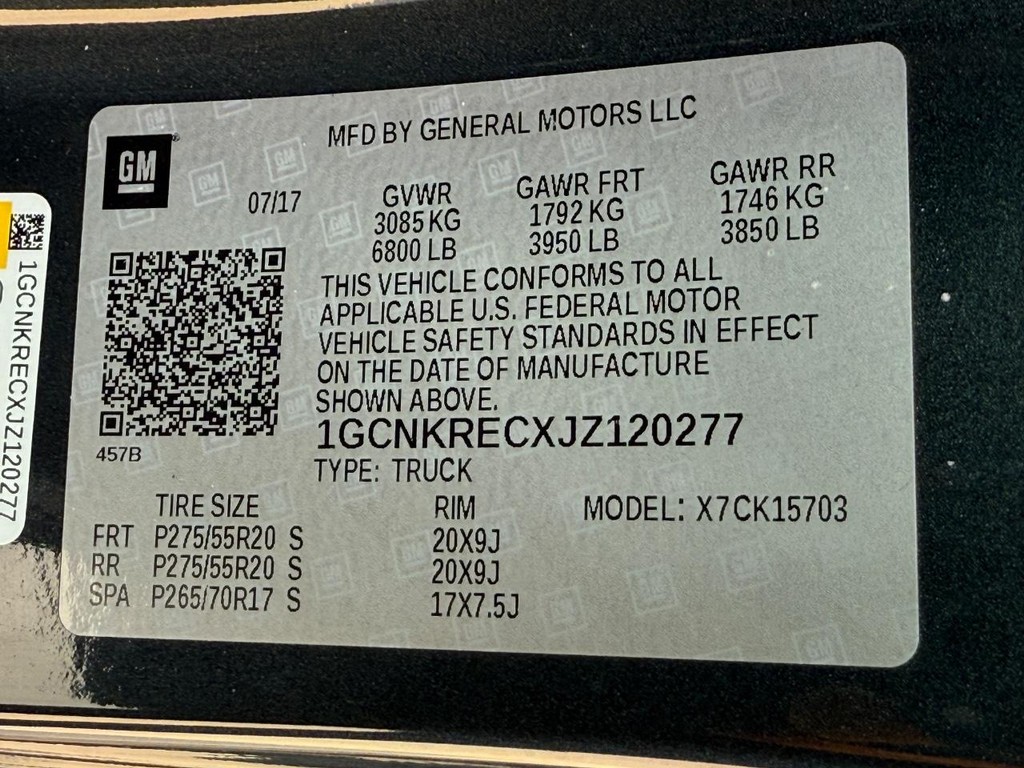 MFD BY GENERAL MOTORS LLC
GM
07/17
GVWR GAWR FRT GAWR RR
3085 KG 1792 KG 1746 KG
6800 LB 3950 LB 3850 LB
THIS VEHICLE CONFORMS TO ALL
APPLICABLE U.S. FEDERAL MOTOR
VEHICLE SAFETY STANDARDS IN EFFECT
ON THE DATE OF MANUFACTURE
SHOWN ABOVE.
1GCNKRECXJZ120277
457B
TYPE: TRUCK
TIRE SIZE RIM MODEL: X7CK15703
FRT P275/55R20 S 20X9J
RR P275/55R20 S 20X9J
SPA P265/70R17 S 17X7.5J
1GCNKRECXJZ120277